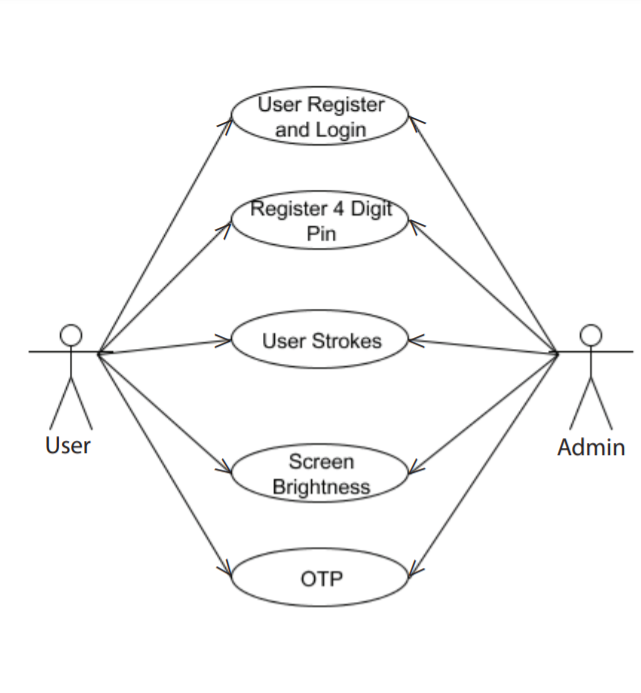 User Register
and Login
Register 4 Digit
Pin
User Strokes
User
Admin
Screen
Brightness
OTP